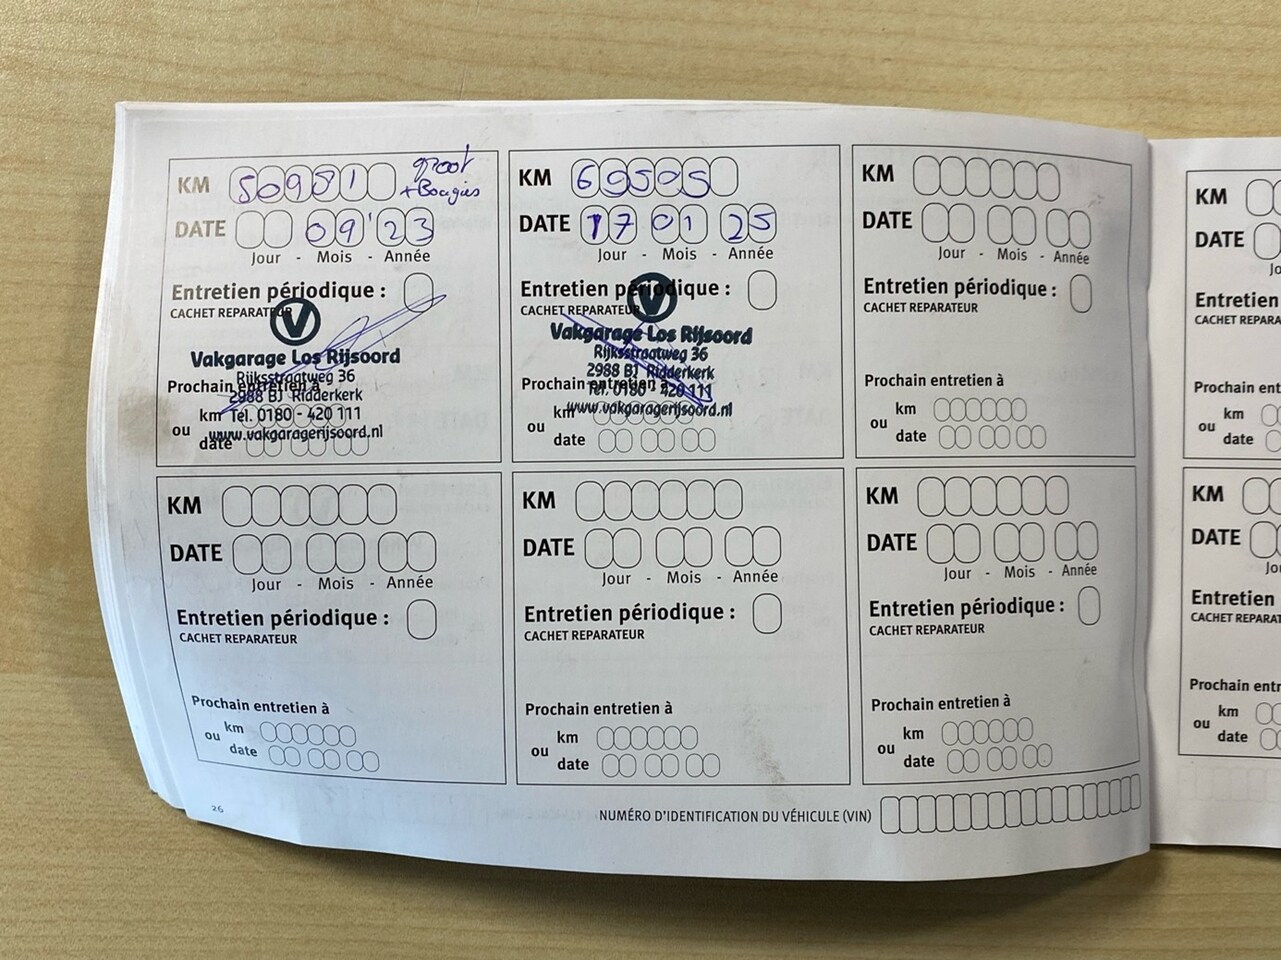 KM 50981 groot
+ Bougies
DATE 09'23
Jour - Mois - Année
Entretien périodique :
CACHET REPARATEUR
V
Vakgarage Los Rijsoord
Rijksstraatweg 36
Prochain entretien à
2988 BJ Ridderkerk
km Tel. 0180 - 420 111
ou
www.vakgaragerijsoord.nl
date
KM 69505
DATE 17 01 25
Jour - Mois - Année
Entretien périodique :
CACHET REPARATEUR
V
Vakgarage Los Rijsoord
Rijksstraatweg 36
2988 BJ Ridderkerk
Prochain entretien à
Tel. 0180 - 420 111
km www.vakgaragerijsoord.nl
ou
date
KM
DATE
Jour - Mois - Année
Entretien périodique :
CACHET REPARATEUR
Prochain entretien à
km
ou
date
KM
DATE
Jo
Entretien
CACHET REPARA
Prochain entr
km
ou
date
KM
DATE
Jour - Mois - Année
Entretien périodique :
CACHET REPARATEUR
Prochain entretien à
km
ou
date
KM
DATE
Jour - Mois - Année
Entretien périodique :
CACHET REPARATEUR
Prochain entretien à
km
ou
date
KM
DATE
Jour - Mois - Année
Entretien périodique :
CACHET REPARATEUR
Prochain entretien à
km
ou
date
KM
DATE
Jou
Entretien
CACHET REPARAT
Prochain entr
km
ou
date
26
NUMÉRO D'IDENTIFICATION DU VÉHICULE (VIN)